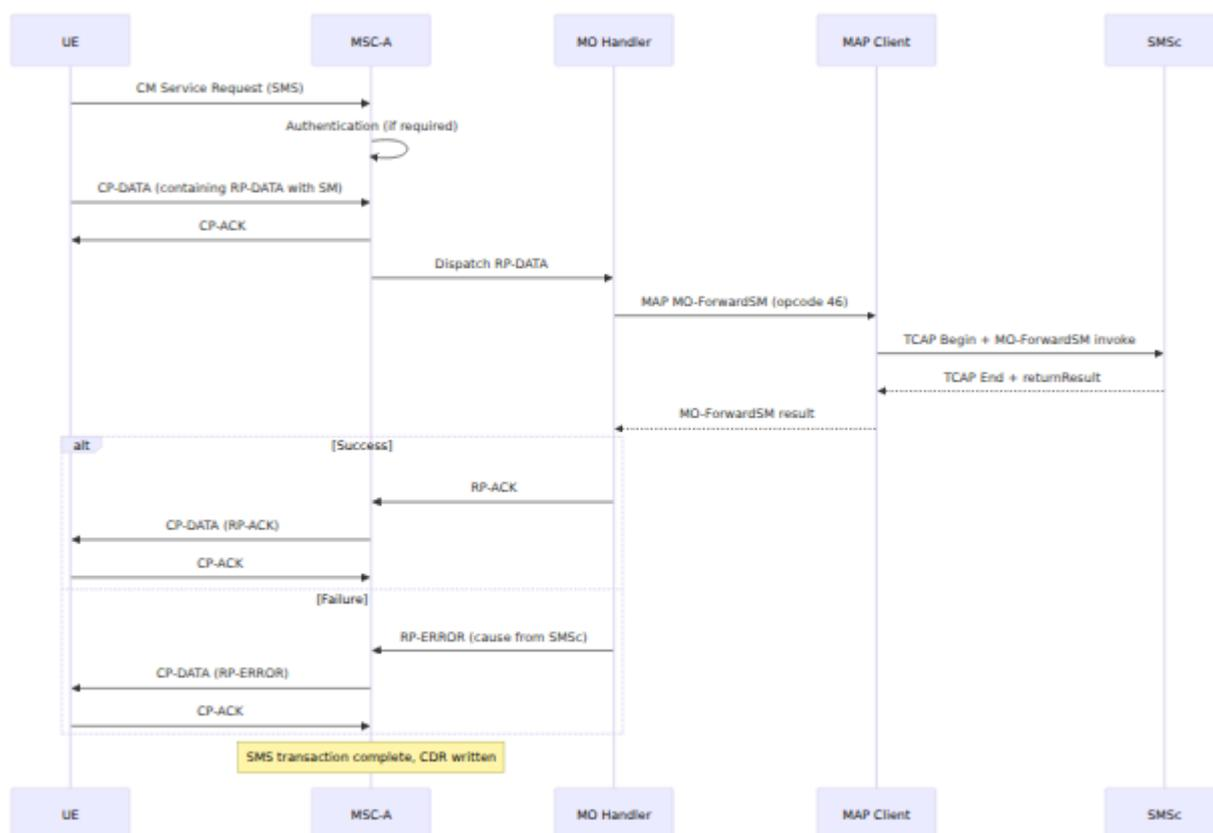 UE
MSC-A
MO Handler
MAP Client
SMSc
CM Service Request (SMS)
Authentication (if required)
CP-DATA (containing RP-DATA with SM)
CP-ACK
Dispatch RP-DATA
MAP MO-ForwardSM (opcode 46)
TCAP Begin + MO-ForwardSM invoke
TCAP End + returnResult
MO-ForwardSM result
alt
[Success]
RP-ACK
CP-DATA (RP-ACK)
CP-ACK
[Failure]
RP-ERROR (cause from SMSc)
CP-DATA (RP-ERROR)
CP-ACK
SMS transaction complete, CDR written
UE
MSC-A
MO Handler
MAP Client
SMSc